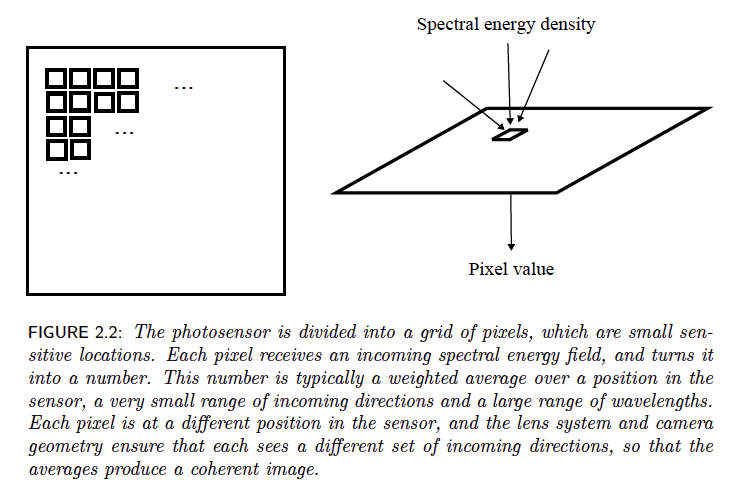 Spectral energy density
...
...
...
Pixel value
FIGURE 2.2: The photosensor is divided into a grid of pixels, which are small sen-
sitive locations. Each pixel receives an incoming spectral energy field, and turns it
into a number. This number is typically a weighted average over a position in the
sensor, a very small range of incoming directions and a large range of wavelengths.
Each pixel is at a different position in the sensor, and the lens system and camera
geometry ensure that each sees a different set of incoming directions, so that the
averages produce a coherent image.